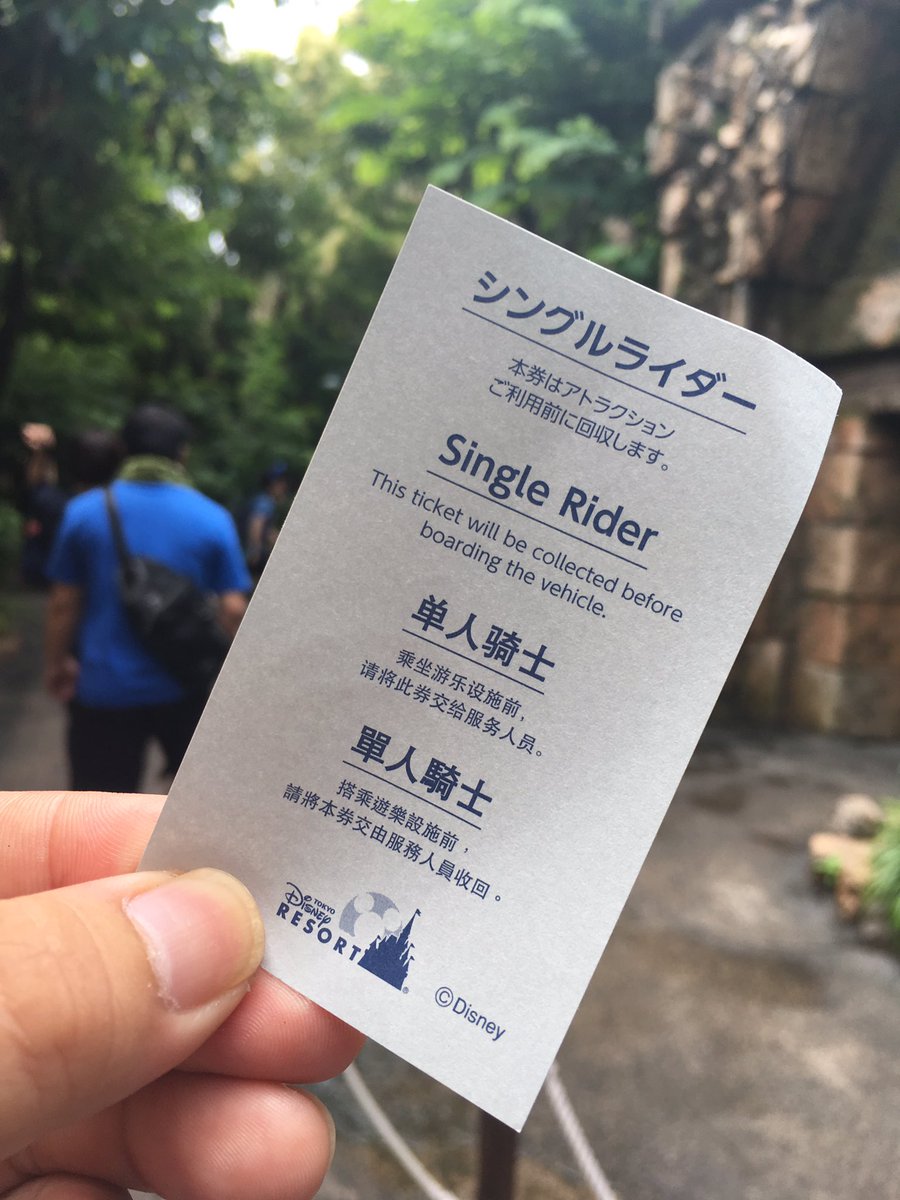 シングルライダー
本券はアトラクション
ご利用前に回収します。
Single Rider
This ticket will be collected before
boarding the vehicle.
单人骑士
乘坐游乐设施前，
请将此券交给服务人员。
單人騎士
搭乘遊樂設施前，
請將本券交由服務人員收回。
TOKYO
Disney
RESORT®
©Disney